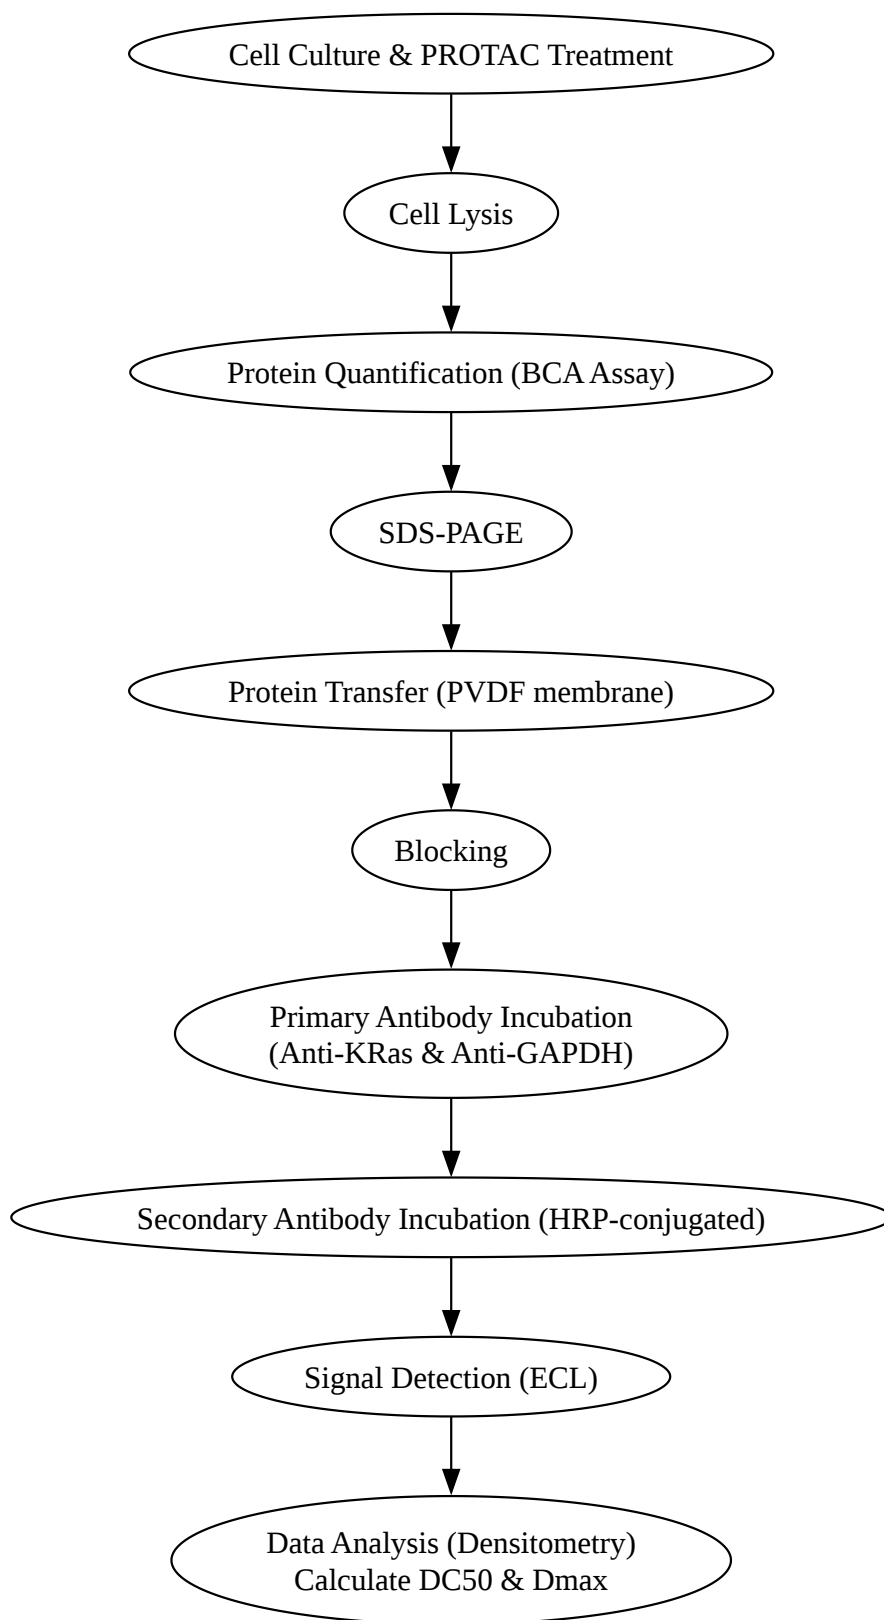 Cell Culture & PROTAC Treatment
Cell Lysis
Protein Quantification (BCA Assay)
SDS-PAGE
Protein Transfer (PVDF membrane)
Blocking
Primary Antibody Incubation
(Anti-KRas & Anti-GAPDH)
Secondary Antibody Incubation (HRP-conjugated)
Signal Detection (ECL)
Data Analysis (Densitometry)
Calculate DC50 & Dmax